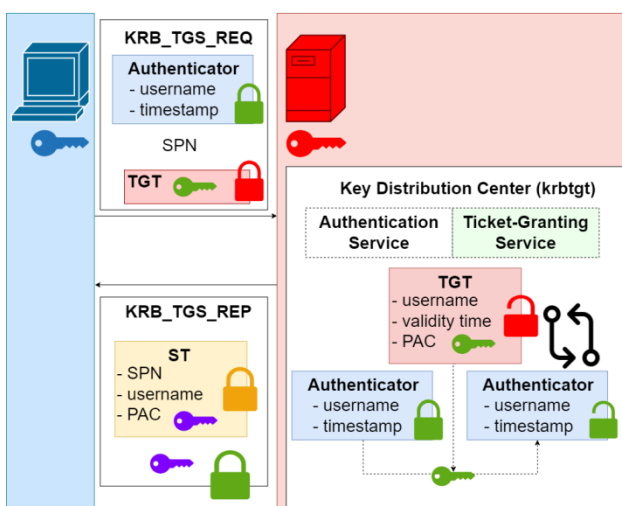 KRB_TGS_REQ
Authenticator
- username
- timestamp
SPN
TGT
KRB_TGS_REP
ST
- SPN
- username
- PAC
Key Distribution Center (krbtgt)
Authentication
Service
Ticket-Granting
Service
TGT
- username
- validity time
- PAC
Authenticator
- username
- timestamp
Authenticator
- username
- timestamp